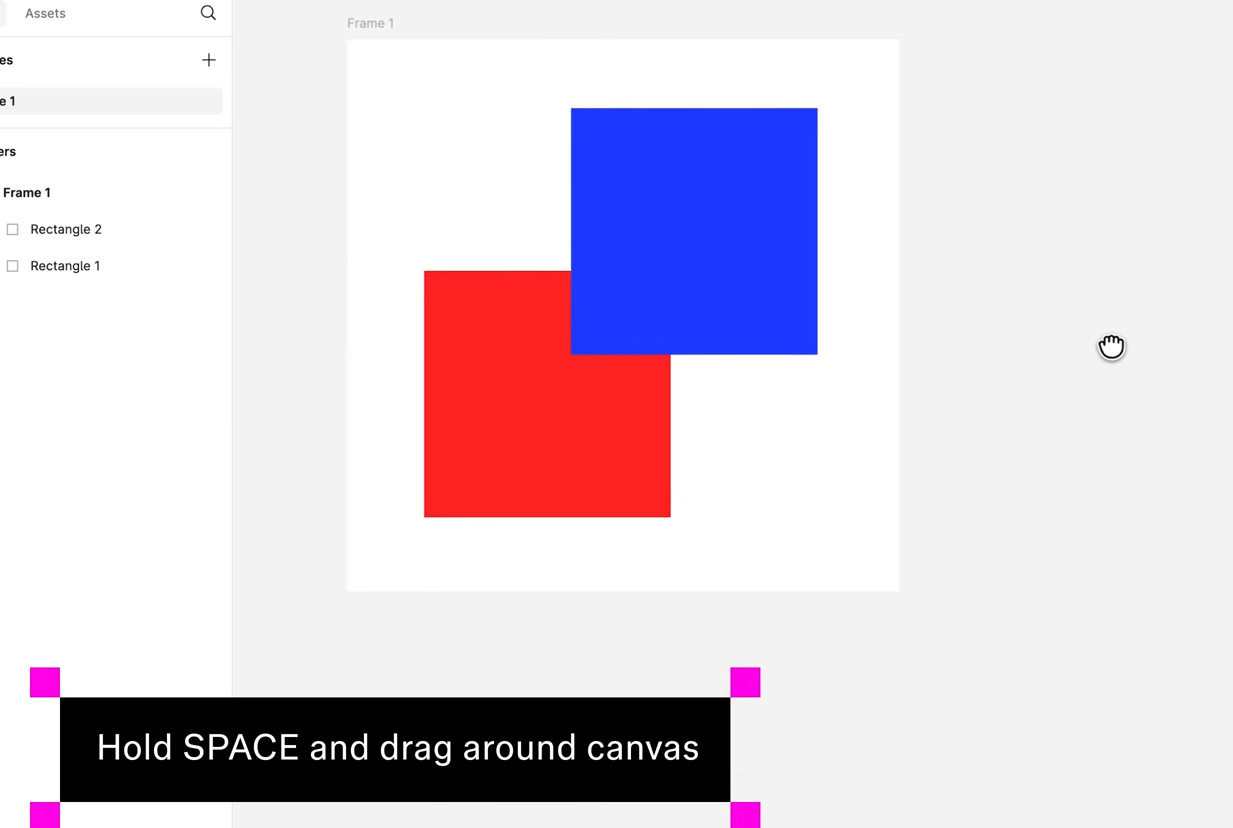 Assets
Frame 1
es
e 1
ers
Frame 1
Rectangle 2
Rectangle 1
Hold SPACE and drag around canvas